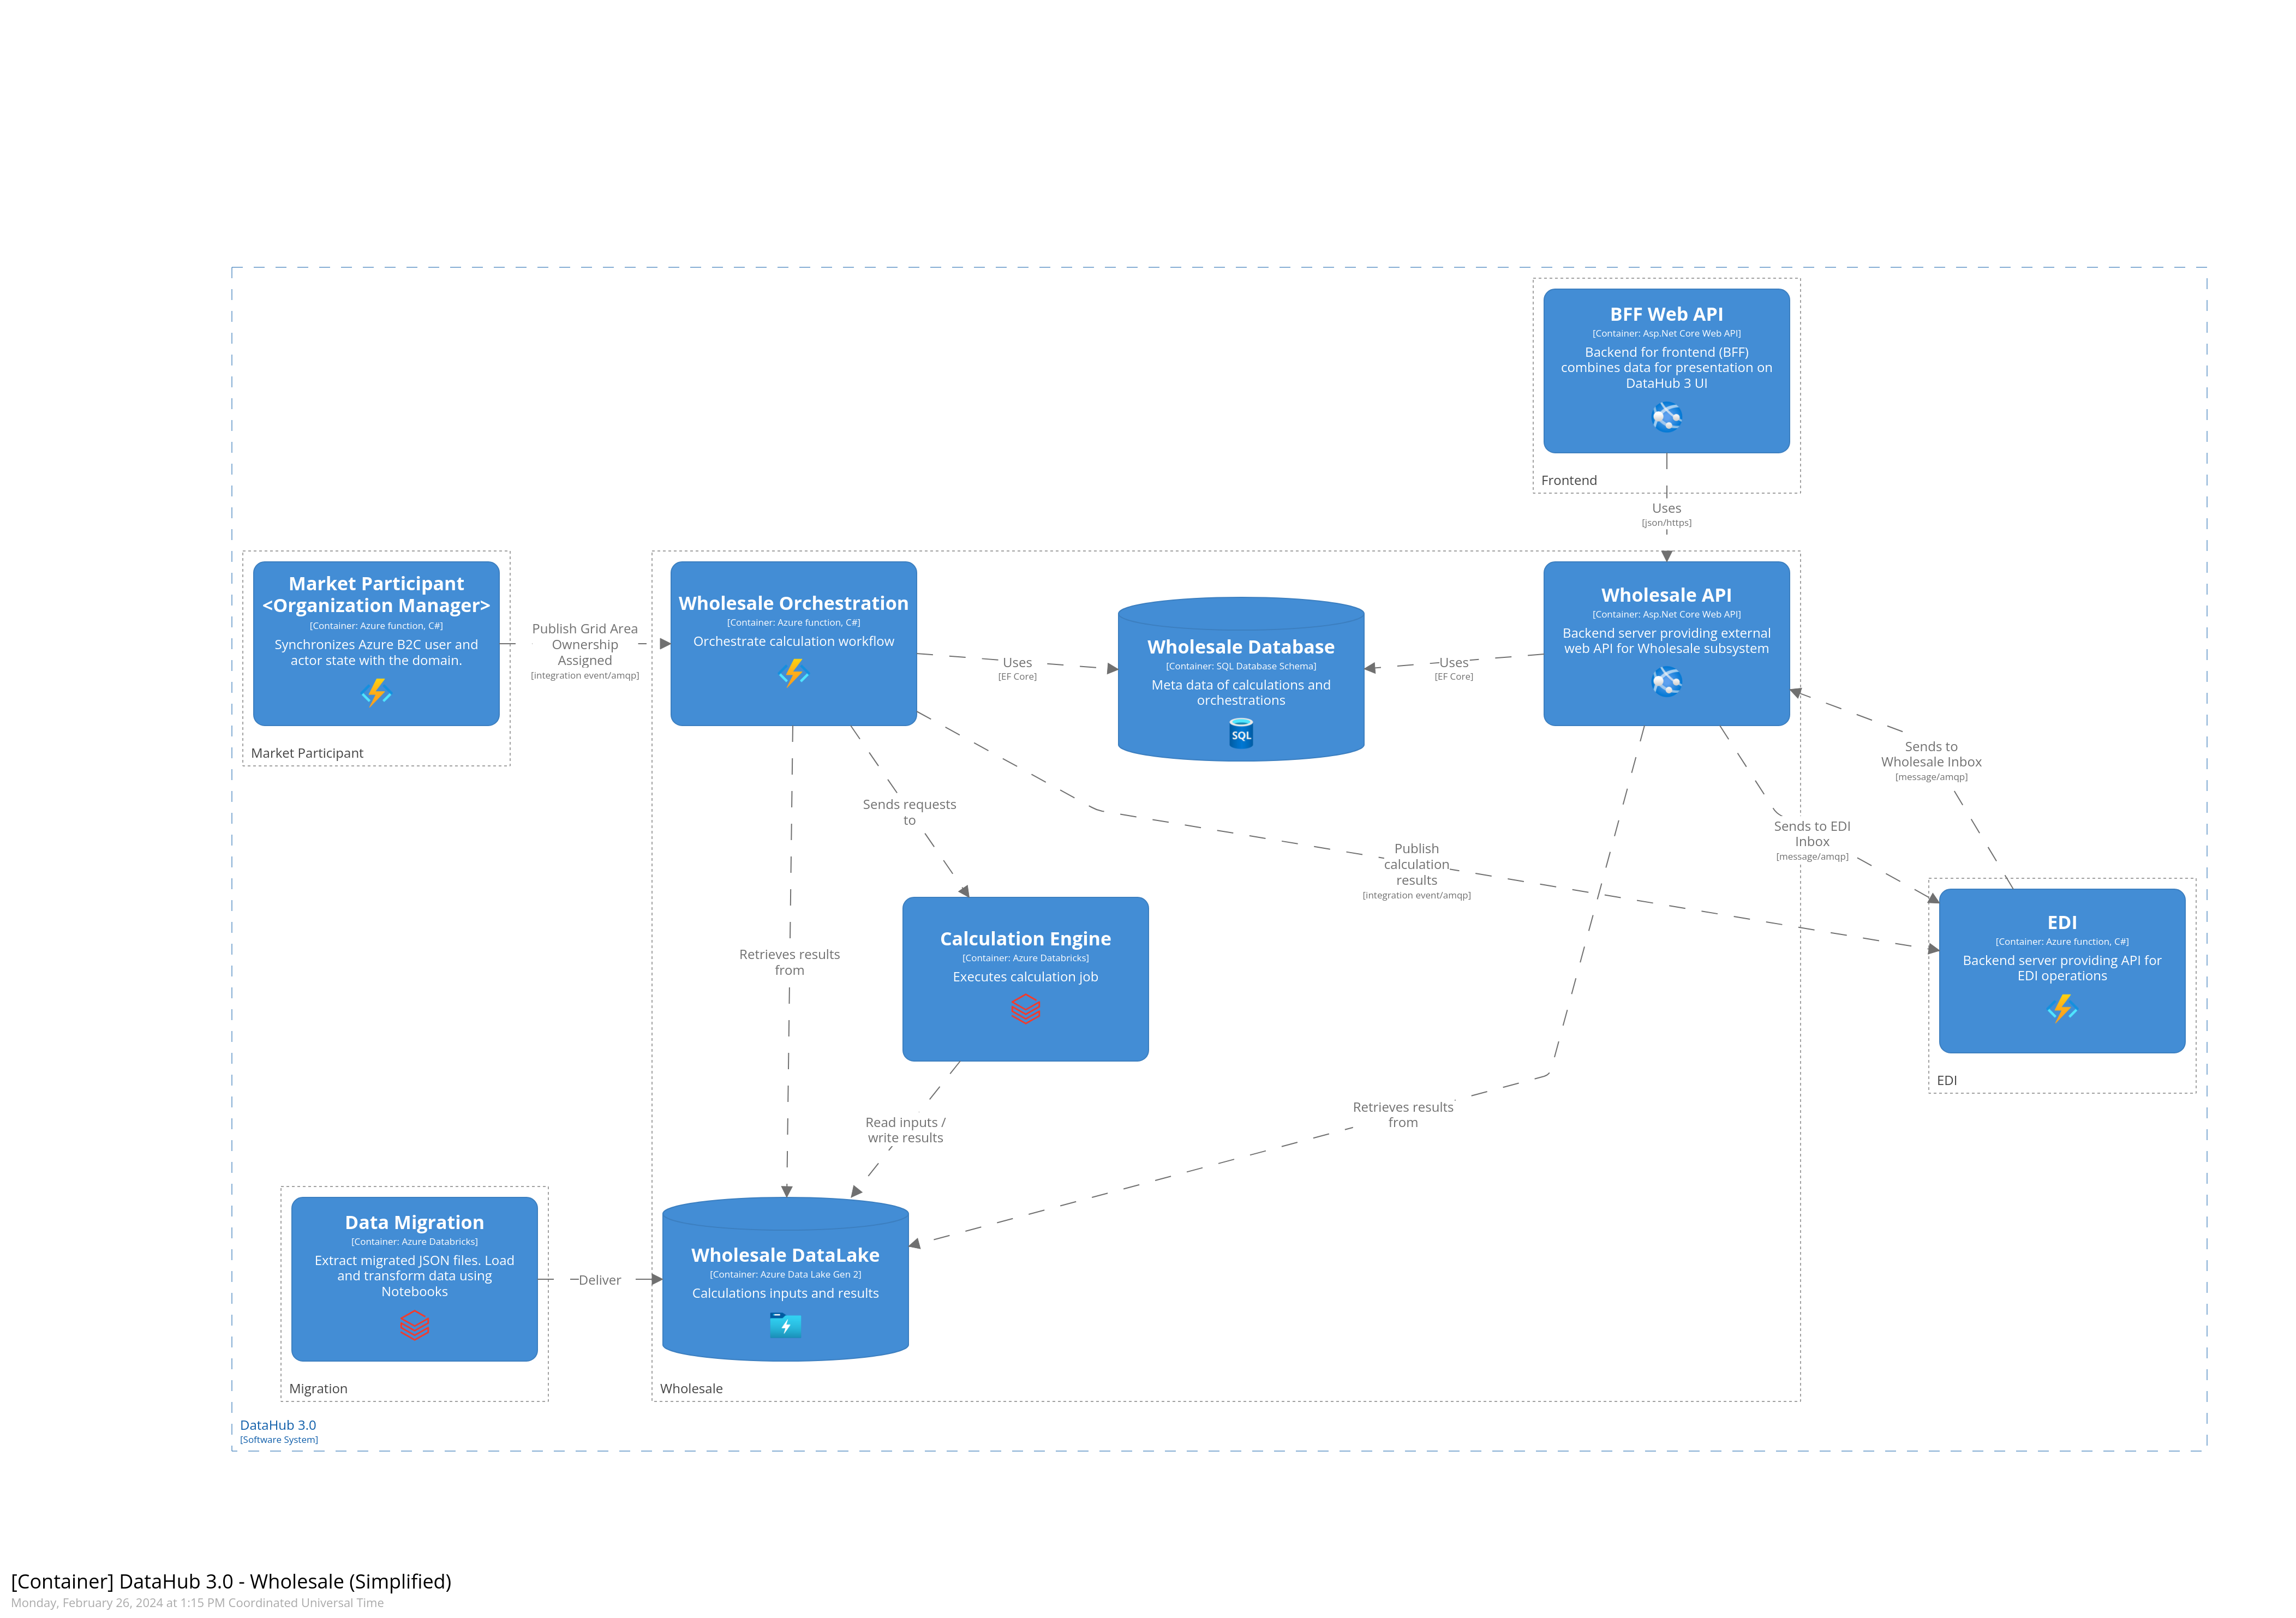 BFF Web API
[Container: Asp.Net Core Web API]
Backend for frontend (BFF)
combines data for presentation on
DataHub 3 UI
Frontend
Uses
[json/https]
Market Participant
<Organization Manager>
[Container: Azure function, C#]
Synchronizes Azure B2C user and
actor state with the domain.
Market Participant
Publish Grid Area
Ownership
Assigned
[integration event/amqp]
Wholesale Orchestration
[Container: Azure function, C#]
Orchestrate calculation workflow
Uses
[EF Core]
Wholesale Database
[Container: SQL Database Schema]
Meta data of calculations and
orchestrations
SQL
Uses
[EF Core]
Wholesale API
[Container: Asp.Net Core Web API]
Backend server providing external
web API for Wholesale subsystem
Sends to
Wholesale Inbox
[message/amqp]
Sends requests
to
Sends to EDI
Inbox
[message/amqp]
Publish
calculation
results
[integration event/amqp]
Retrieves results
from
Calculation Engine
[Container: Azure Databricks]
Executes calculation job
EDI
[Container: Azure function, C#]
Backend server providing API for
EDI operations
EDI
Read inputs /
write results
Retrieves results
from
Data Migration
[Container: Azure Databricks]
Extract migrated JSON files. Load
and transform data using
Notebooks
Migration
Deliver
Wholesale DataLake
[Container: Azure Data Lake Gen 2]
Calculations inputs and results
Wholesale
DataHub 3.0
[Software System]
[Container] DataHub 3.0 - Wholesale (Simplified)
Monday, February 26, 2024 at 1:15 PM Coordinated Universal Time